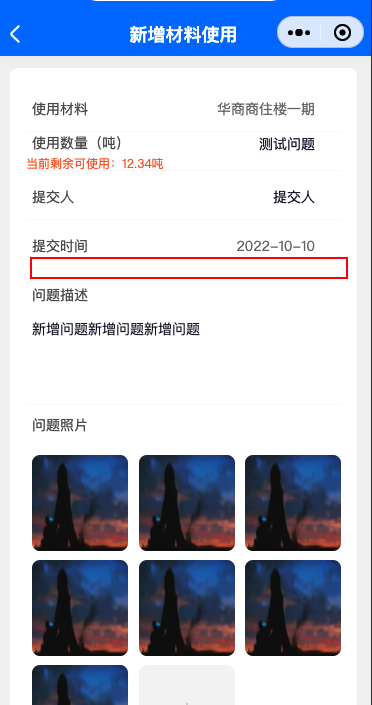 新增材料使用
使用材料 华商商住楼一期
使用数量（吨） 测试问题
当前剩余可使用：12.34吨
提交人 提交人
提交时间 2022-10-10
问题描述
新增问题新增问题新增问题
问题照片